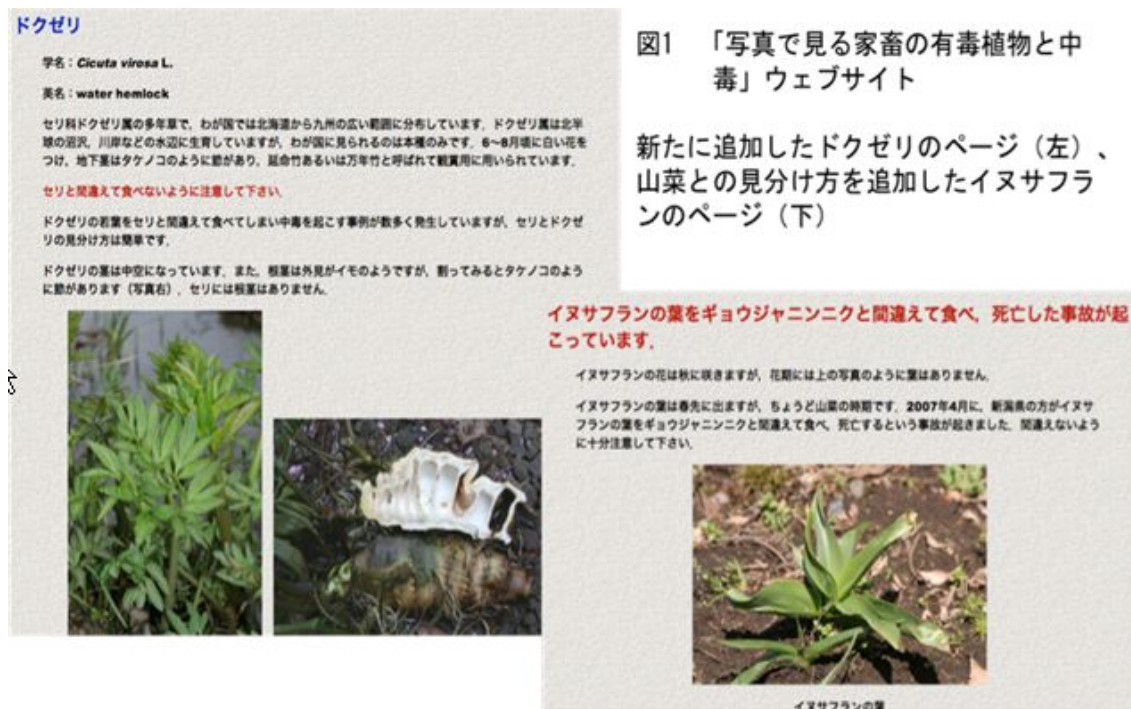 ドクゼリ
学名：Cicuta virosa L.
英名：water hemlock
セリ科ドクゼリ属の多年草で，わが国では北海道から九州の広い範囲に分布しています．ドクゼリ属は北半
球の沼沢，川岸などの水辺に生育していますが，わが国に見られるのは本種のみです．6〜8月頃に白い花を
つけ，地下茎はタケノコのように節があり，延命竹あるいは万年竹と呼ばれて観賞用に用いられています．
セリと間違えて食べないように注意して下さい．
ドクゼリの若葉をセリと間違えて食べてしまい中毒を起こす事例が数多く発生していますが，セリとドクゼ
リの見分け方は簡単です．
ドクゼリの茎は中空になっています．また，根茎は外見がイモのようですが，割ってみるとタケノコのよう
に節があります（写真右）．セリには根茎はありません．
図1　「写真で見る家畜の有毒植物と中
毒」ウェブサイト
新たに追加したドクゼリのページ（左）、
山菜との見分け方を追加したイヌサフラ
ンのページ（下）
イヌサフランの葉をギョウジャニンニクと間違えて食べ，死亡した事故が起
こっています．
イヌサフランの花は秋に咲きますが，花期には上の写真のように葉はありません．
イヌサフランの葉は春先に出ますが，ちょうど山菜の時期です．2007年4月に，新潟県の方がイヌサ
フランの葉をギョウジャニンニクと間違えて食べ，死亡するという事故が起きました．間違えないよう
に十分注意して下さい．
イヌサフランの葉